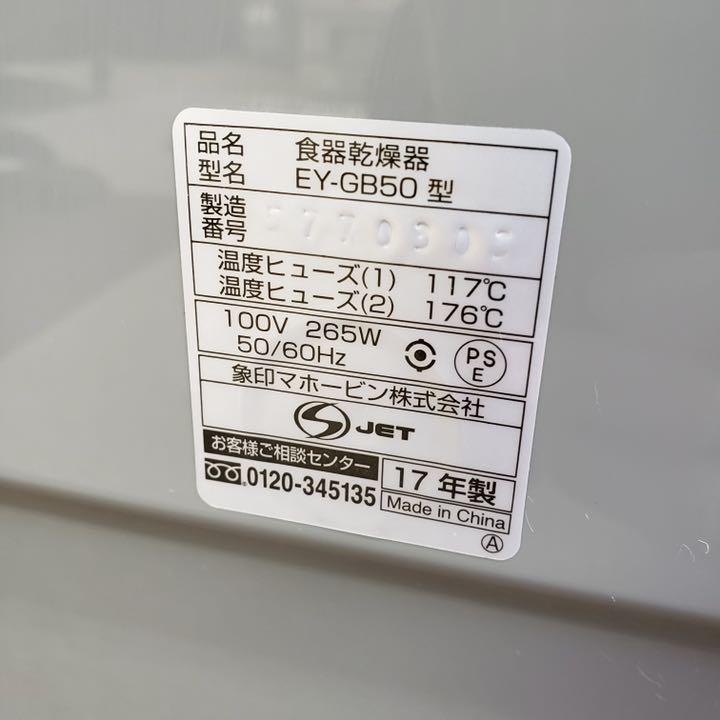 品名 食器乾燥器
型名 EY-GB50 型
製造
番号
温度ヒューズ(1) 117℃
温度ヒューズ(2) 176℃
100V 265W
50/60Hz
PS
E
象印マホービン株式会社
JET
お客様ご相談センター
0120-345135
17 年製
Made in China
A